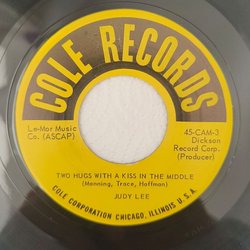 COLE RECORDS
Le-Mor Music
Co. (ASCAP)
45-CAM-3
Dickson
Record Corp.
(Producer)
TWO HUGS WITH A KISS IN THE MIDDLE
(Manning, Trace, Hoffman)
JUDY LEE
COLE CORPORATION CHICAGO, ILLINOIS U.S.A.